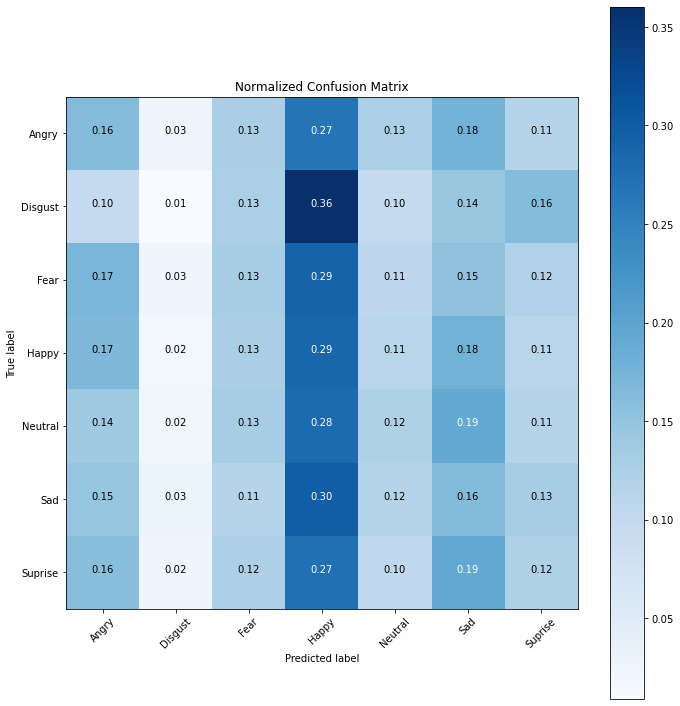 Normalized Confusion Matrix
0.35
0.30
0.25
0.20
0.15
0.10
0.05
True label
Angry 0.16 0.03 0.13 0.27 0.13 0.18 0.11
Disgust 0.10 0.01 0.13 0.36 0.10 0.14 0.16
Fear 0.17 0.03 0.13 0.29 0.11 0.15 0.12
Happy 0.17 0.02 0.13 0.29 0.11 0.18 0.11
Neutral 0.14 0.02 0.13 0.28 0.12 0.19 0.11
Sad 0.15 0.03 0.11 0.30 0.12 0.16 0.13
Suprise 0.16 0.02 0.12 0.27 0.10 0.19 0.12
Angry Disgust Fear Happy Neutral Sad Suprise
Predicted label